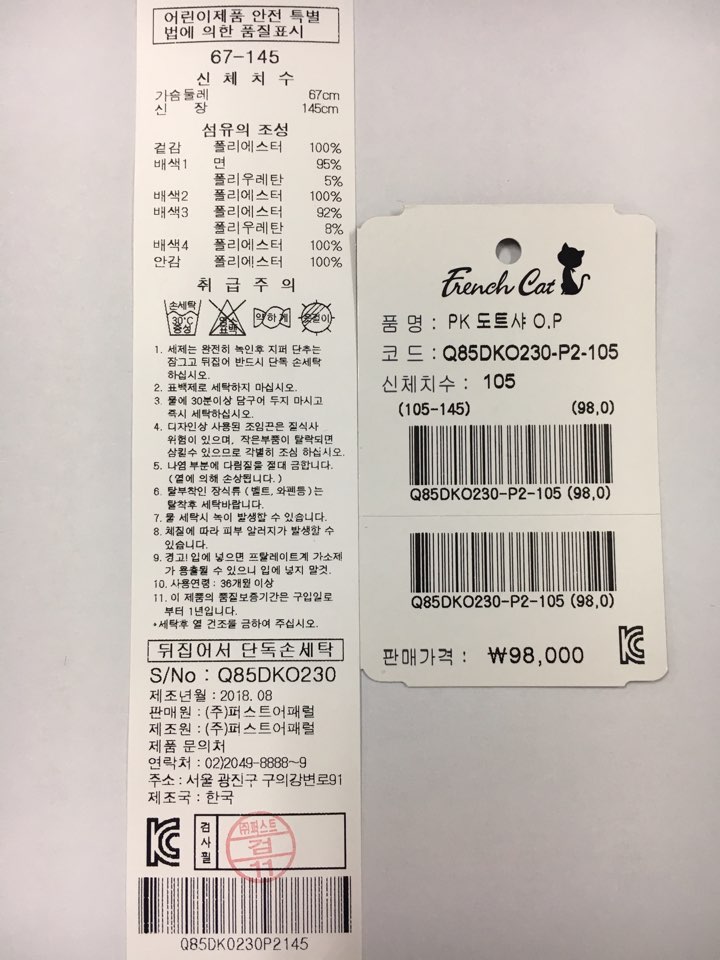 어린이제품 안전 특별
법에 의한 품질표시
67-145
신 체 치 수
가슴둘레 67cm
신 장 145cm
섬유의 조성
겉감 폴리에스터 100%
배색1 면 95%
폴리우레탄 5%
배색2 폴리에스터 100%
배색3 폴리에스터 92%
폴리우레탄 8%
배색4 폴리에스터 100%
안감 폴리에스터 100%
취 급 주 의
손세탁 30°C 중성 염소 표백 약하게 옷걸이
1. 세제는 완전히 녹인후 지퍼 단추는
잠그고 뒤집어 반드시 단독 손세탁
하십시오.
2. 표백제로 세탁하지 마십시오.
3. 물에 30분이상 담구어 두지 마시고
즉시 세탁하십시오.
4. 디자인상 사용된 조임끈은 질식사
위험이 있으며, 작은부품이 탈락되면
삼킬수 있으므로 각별히 조심 하십시오.
5. 나염 부분에 다림질을 절대 금합니다.
(열에 의해 손상됩니다.)
6. 탈부착인 장식류 (벨트, 와펜등)는
탈착후 세탁바랍니다.
7. 물 세탁시 녹이 발생할 수 있습니다.
8. 체질에 따라 피부 알러지가 발생할 수
있습니다.
9. 경고! 입에 넣으면 프탈레이트계 가소제
가 용출될 수 있으니 입에 넣지 말것.
10. 사용연령 : 36개월 이상
11. 이 제품의 품질보증기간은 구입일로
부터 1년입니다.
*세탁후 열 건조를 금하여 주십시오.
뒤집어서 단독손세탁
S/No : Q85DKO230
제조년월 : 2018. 08
판매원 : (주)퍼스트어패럴
제조원 : (주)퍼스트어패럴
제품 문의처
연락처 : 02)2049-8888~9
주소 : 서울 광진구 구의강변로91
제조국 : 한국
KC 검사필 (주)퍼스트 검 11
Q85DKO230P2145
French Cat
품 명 : PK 도트샤 O.P
코 드 : Q85DKO230-P2-105
신체치수 : 105
(105-145) (98,0)
Q85DKO230-P2-105 (98,0)
Q85DKO230-P2-105 (98,0)
판매가격 : ₩98,000 KC